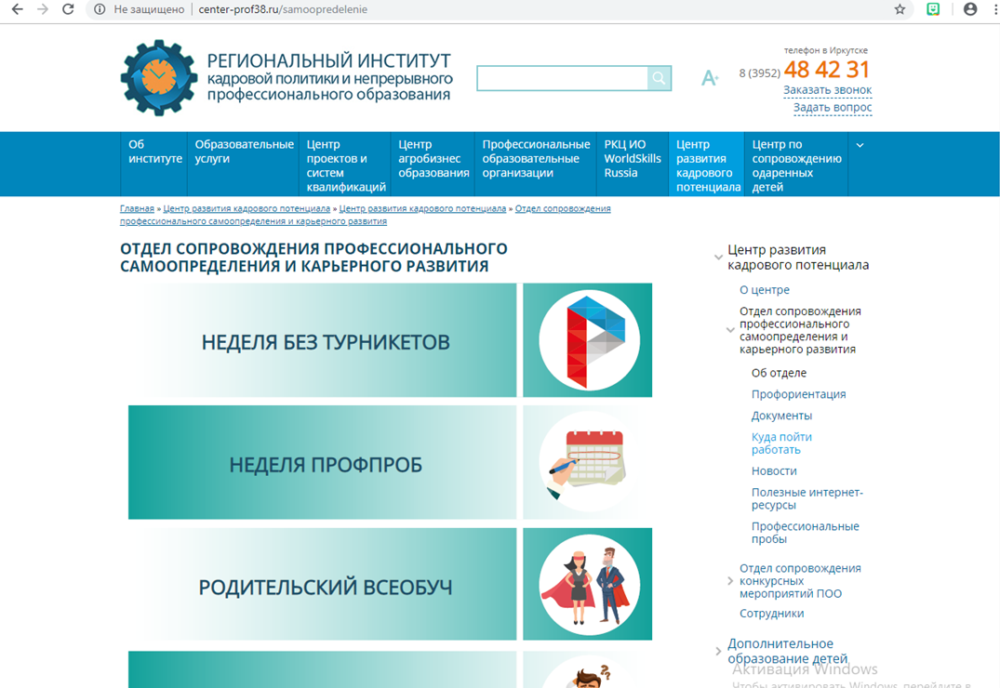 Не защищено | center-prof38.ru/samoopredelenie
РЕГИОНАЛЬНЫЙ ИНСТИТУТ
кадровой политики и непрерывного
профессионального образования
A+
телефон в Иркутске
8 (3952) 48 42 31
Заказать звонок
Задать вопрос
Об
институте
Образовательные
услуги
Центр
проектов и
систем
квалификаций
Центр
агробизнес
образования
Профессиональные
образовательные
организации
РКЦ ИО
WorldSkills
Russia
Центр
развития
кадрового
потенциала
Центр по
сопровождению
одаренных
детей
Главная » Центр развития кадрового потенциала » Центр развития кадрового потенциала » Отдел сопровождения
профессионального самоопределения и карьерного развития
ОТДЕЛ СОПРОВОЖДЕНИЯ ПРОФЕССИОНАЛЬНОГО
САМООПРЕДЕЛЕНИЯ И КАРЬЕРНОГО РАЗВИТИЯ
НЕДЕЛЯ БЕЗ ТУРНИКЕТОВ
НЕДЕЛЯ ПРОФПРОБ
РОДИТЕЛЬСКИЙ ВСЕОБУЧ
??
Центр развития
кадрового потенциала
О центре
Отдел сопровождения
профессионального
самоопределения и
карьерного развития
Об отделе
Профориентация
Документы
Куда пойти
работать
Новости
Полезные интернет-
ресурсы
Профессиональные
пробы
Отдел сопровождения
конкурсных
мероприятий ПОО
Сотрудники
Дополнительное
образование детей
Активация Windows
Чтобы активировать Windows, перейдите в